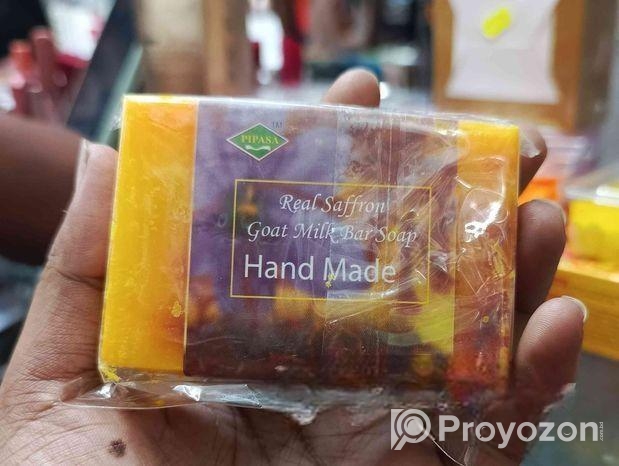 TM
PIPASA
Real Saffron
Goat Milk Bar Soap
Hand Made
Proyozon